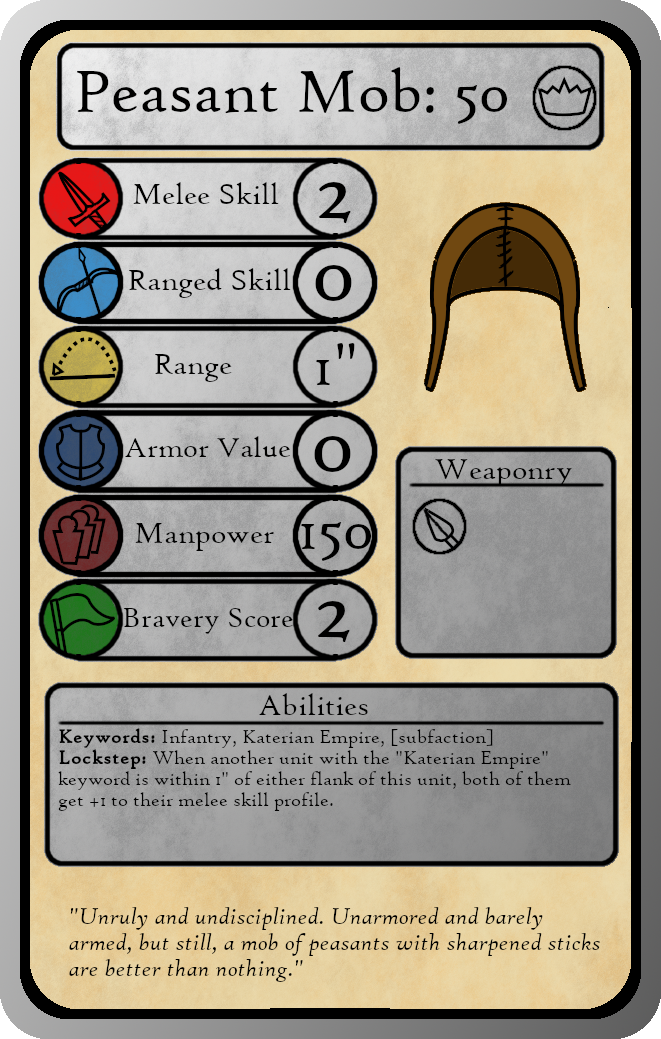 Peasant Mob: 50
Melee Skill 2
Ranged Skill 0
Range 1"
Armor Value 0
Manpower 150
Bravery Score 2
Weaponry
Abilities
Keywords: Infantry, Katerian Empire, [subfaction]
Lockstep: When another unit with the "Katerian Empire"
keyword is within 1" of either flank of this unit, both of them
get +1 to their melee skill profile.
"Unruly and undisciplined. Unarmored and barely
armed, but still, a mob of peasants with sharpened sticks
are better than nothing."